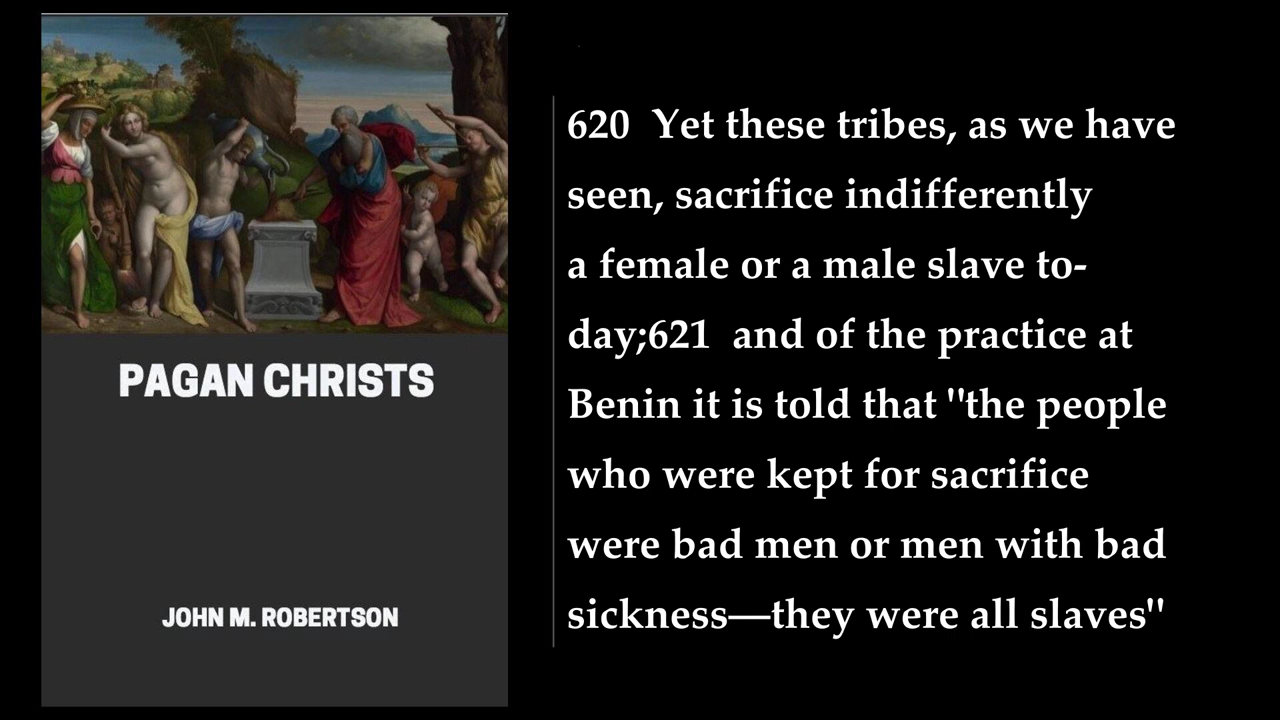 PAGAN CHRISTS
JOHN M. ROBERTSON
620 Yet these tribes, as we have
seen, sacrifice indifferently
a female or a male slave to-
day;621 and of the practice at
Benin it is told that "the people
who were kept for sacrifice
were bad men or men with bad
sickness—they were all slaves"